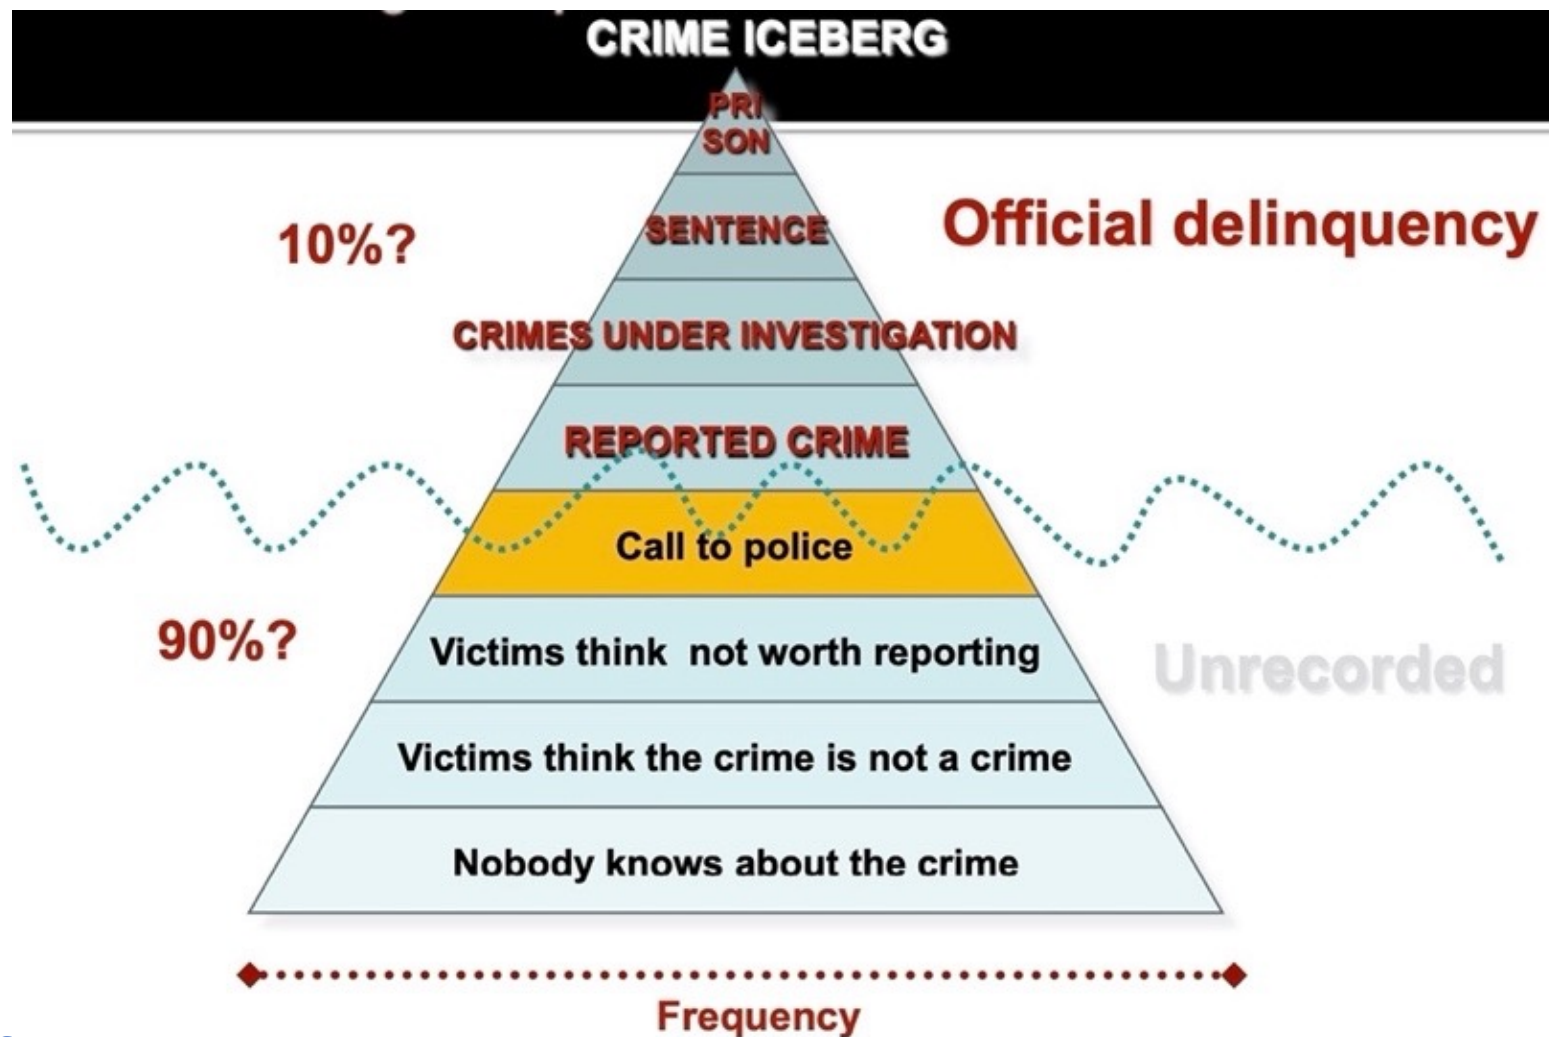 CRIME ICEBERG
PRI
SON
10%?
SENTENCE
Official delinquency
CRIMES UNDER INVESTIGATION
REPORTED CRIME
Call to police
90%?
Victims think not worth reporting
Unrecorded
Victims think the crime is not a crime
Nobody knows about the crime
Frequency